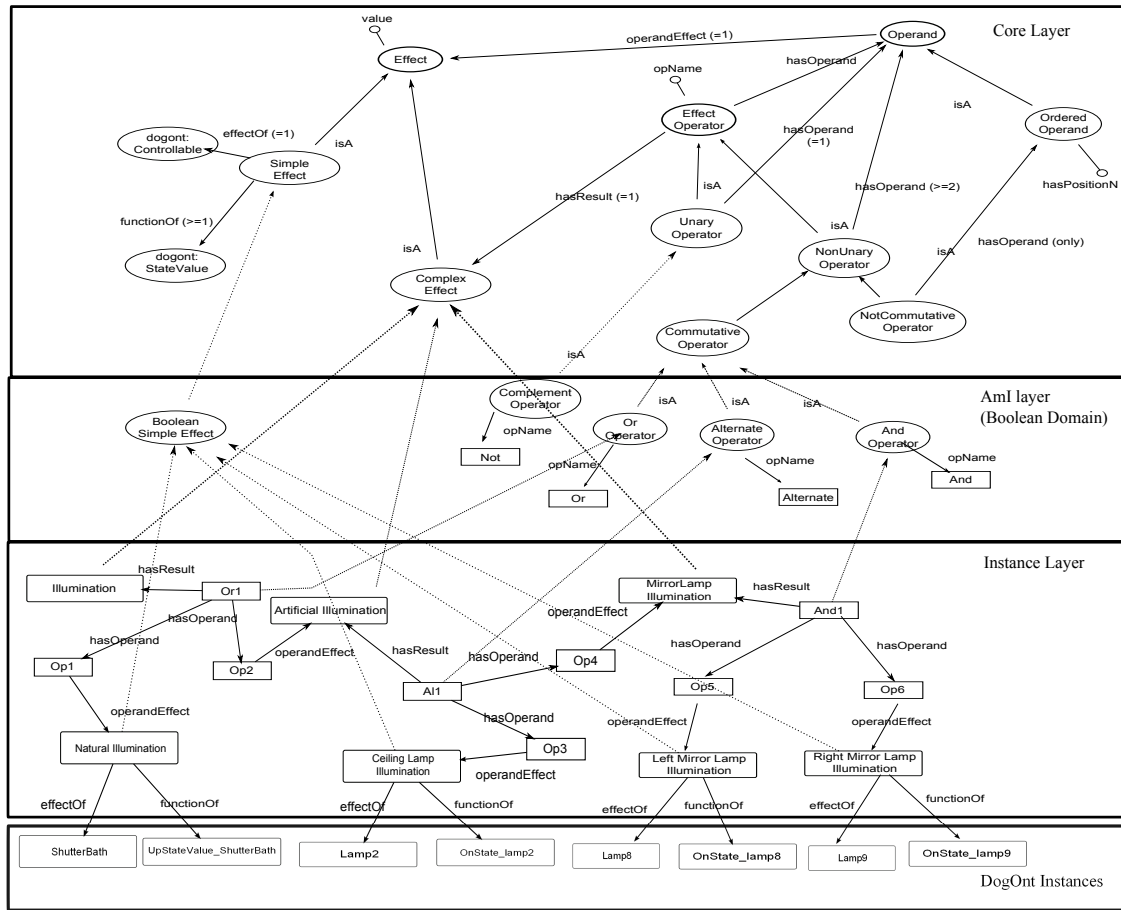 value
operandEffect (=1)
Operand
Core Layer
Effect
hasOperand
opName
Effect
Operator
isA
Ordered
Operand
dogont:
Controllable
effectOf (=1)
isA
hasOperand
(=1)
Simple
Effect
hasPositionN
isA
hasOperand (>=2)
hasResult (=1)
functionOf (>=1)
Unary
Operator
isA
hasOperand (only)
isA
isA
dogont:
StateValue
NonUnary
Operator
Complex
Effect
NotCommutative
Operator
Commutative
Operator
isA
AmI layer
(Boolean Domain)
Complement
Operator
isA
isA
isA
Boolean
Simple Effect
opName
Or
Operator
Alternate
Operator
And
Operator
Not
opName
opName
opName
Or
Alternate
And
Instance Layer
hasResult
Illumination
Or1
MirrorLamp
Illumination
hasResult
Artificial Illumination
And1
hasOperand
operandEffect
hasOperand
hasOperand
operandEffect
hasResult
hasOperand
Op1
Op2
Op4
Op5
Op6
Al1
operandEffect
hasOperand
operandEffect
operandEffect
Natural Illumination
Op3
Ceiling Lamp
Illumination
operandEffect
Left Mirror Lamp
Illumination
Right Mirror Lamp
Illumination
effectOf
functionOf
effectOf
functionOf
effectOf
functionOf
effectOf
functionOf
ShutterBath
UpStateValue_ShutterBath
Lamp2
OnState_lamp2
Lamp8
OnState_lamp8
Lamp9
OnState_lamp9
DogOnt Instances